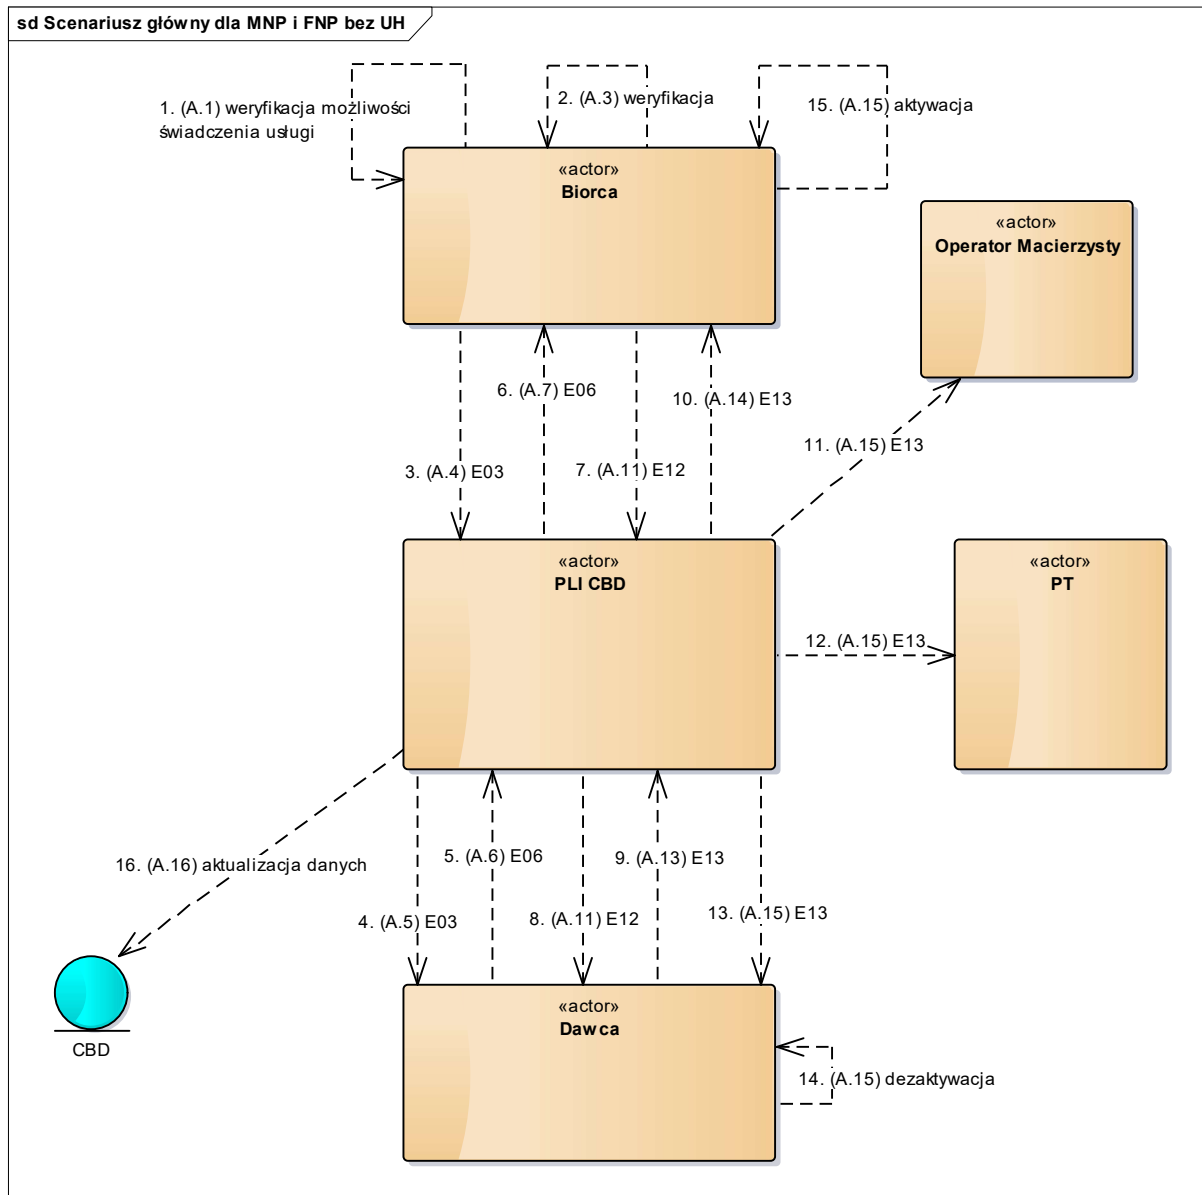 sd Scenariusz główny dla MNP i FNP bez UH
1. (A.1) weryfikacja możliwości
świadczenia usługi
2. (A.3) weryfikacja
15. (A.15) aktywacja
«actor»
Biorca
«actor»
Operator Macierzysty
6. (A.7) E06
10. (A.14) E13
11. (A.15) E13
3. (A.4) E03
7. (A.11) E12
«actor»
PLI CBD
«actor»
PT
12. (A.15) E13
16. (A.16) aktualizacja danych
5. (A.6) E06
9. (A.13) E13
4. (A.5) E03
8. (A.11) E12
13. (A.15) E13
«actor»
Dawca
CBD
14. (A.15) dezaktywacja